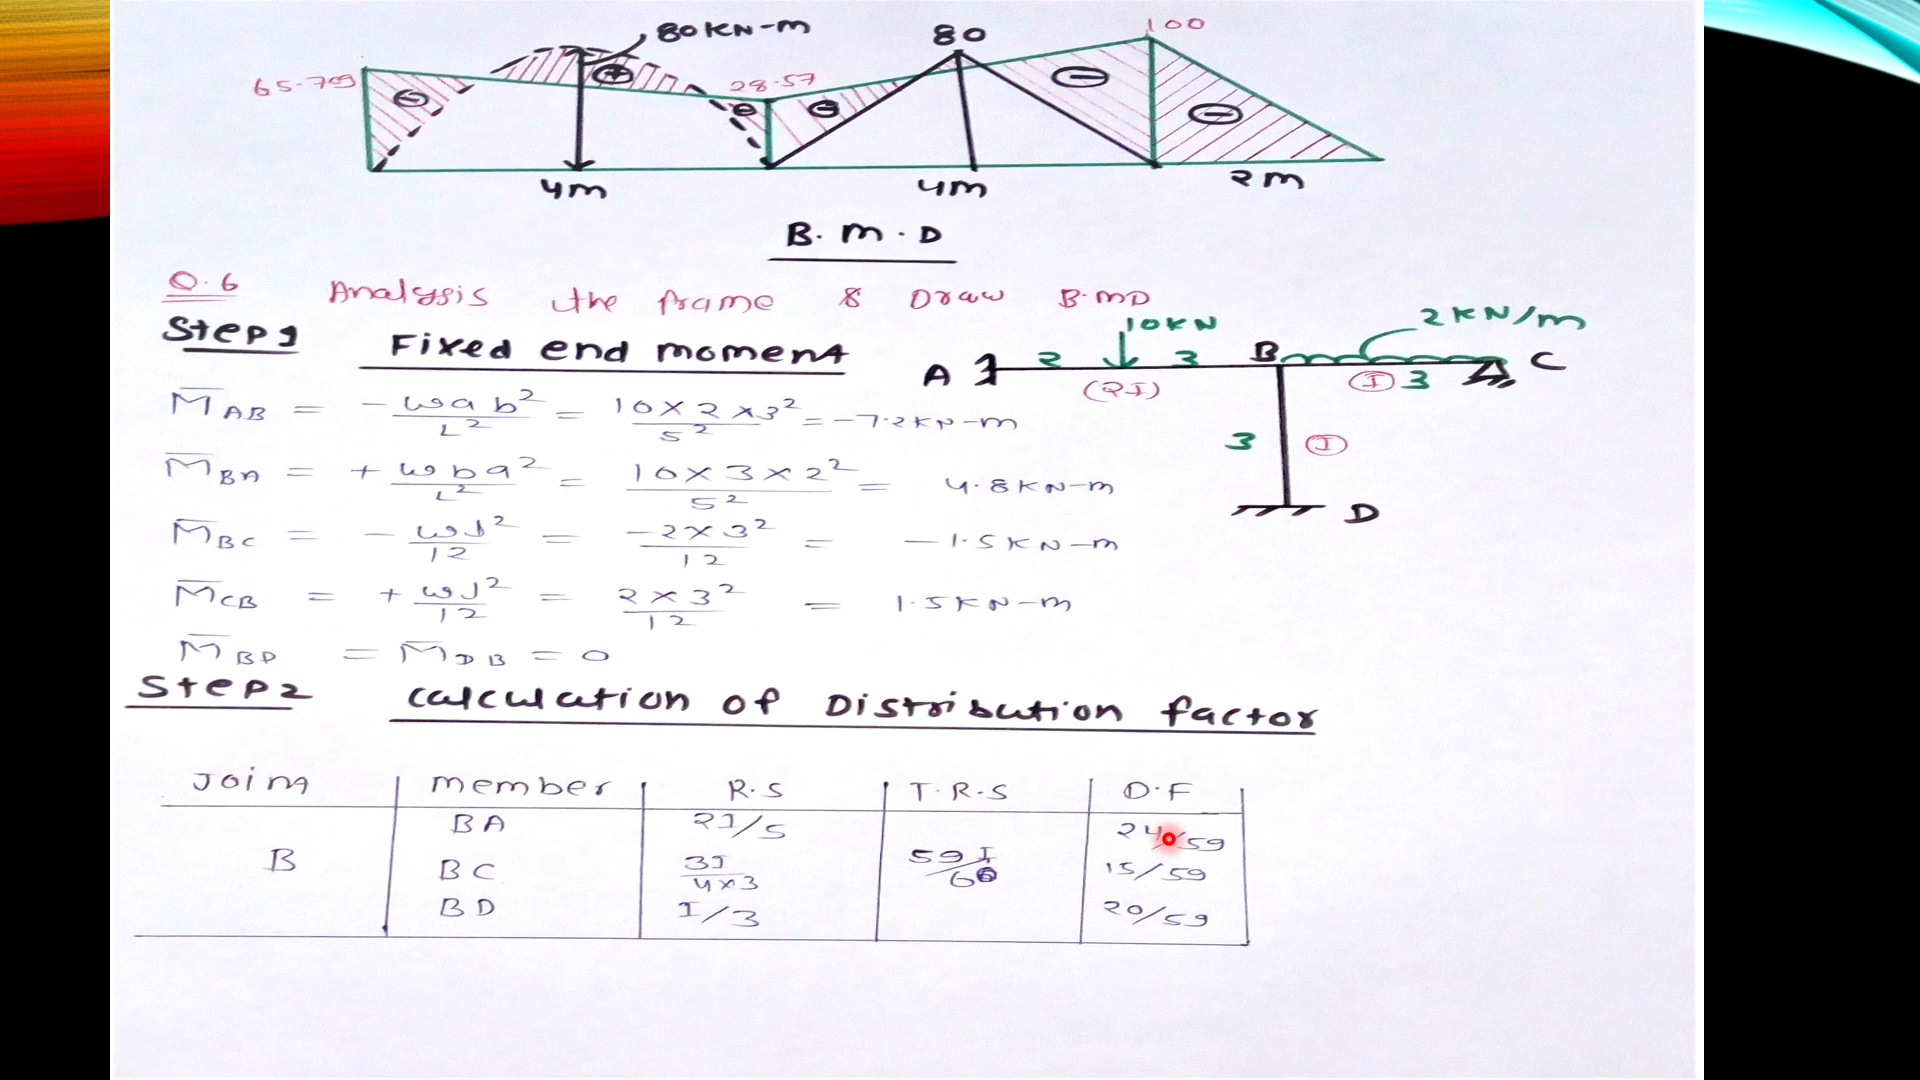 80KN-m
80
100
65.79
28.57
4m
4m
2m
B.M.D
Q.6 Analysis the frame & Draw B.MD
Step1 Fixed end moment
10KN
2KN/m
A 2 3 B C
(2I) I 3
3 I
D
M̅AB = -wab²/L² = 10×2×3²/5² = -7.2KN-m
M̅BA = +wba²/L² = 10×3×2²/5² = 4.8KN-m
M̅BC = -wl²/12 = -2×3²/12 = -1.5KN-m
M̅CB = +wl²/12 = 2×3²/12 = 1.5KN-m
M̅BD = M̅DB = 0
Step2 Calculation of Distribution factor
Joint member R.S T.R.S D.F
BA 2I/5 24/59
B BC 3I/4×3 59I/60 15/59
BD I/3 20/59